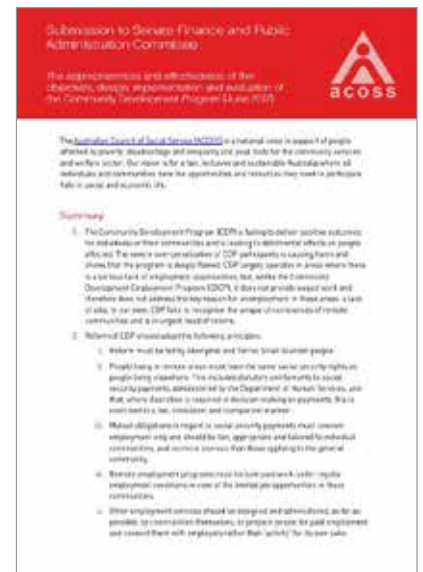 Submission to Senate Finance and Public
Administration Committee
The appropriateness and effectiveness of the
objectives, design, implementation and evaluation of
the Community Development Program (June 2017)
acoss
The Australian Council of Social Service (ACOSS) is a national voice in support of people
affected by poverty, disadvantage and inequality and peak body for the community services
and welfare sector. Our vision is for a fair, inclusive and sustainable Australia where all
individuals and communities have the opportunities and resources they need to participate
fully in social and economic life.
Summary
1. The Community Development Program (CDP) is failing to deliver positive outcomes
for individuals or their communities and is leading to detrimental effects on people
affected. The severe over-penalisation of CDP participants is causing harm and
shows that the program is deeply flawed. CDP largely operates in areas where there
is a serious lack of employment opportunities, but, unlike the Community
Development Employment Program (CDEP), it does not provide waged work and
therefore does not address the key reason for unemployment in these areas: a lack
of jobs. In our view, CDP fails to recognise the unique circumstances of remote
communities and is in urgent need of reform.
2. Reform of CDP should adopt the following principles:
i. Reform must be led by Aboriginal and Torres Strait Islander people
ii. People living in remote areas must have the same social security rights as
people living elsewhere. This includes statutory entitlements to social
security payments, administered by the Department of Human Services, and
that, where discretion is required in decision making on payments, this is
exercised in a fair, consistent and transparent manner.
iii. Mutual obligations in regard to social security payments must concern
employment only and should be fair, appropriate and tailored to individual
communities, and no more onerous than those applying to the general
community.
iv. Remote employment programs must include paid work under regular
employment conditions in view of the limited job opportunities in these
communities.
v. Other employment services should be designed and administered, as far as
possible, by communities themselves, to prepare people for paid employment
and connect them with employers rather than 'activity' for its own sake.